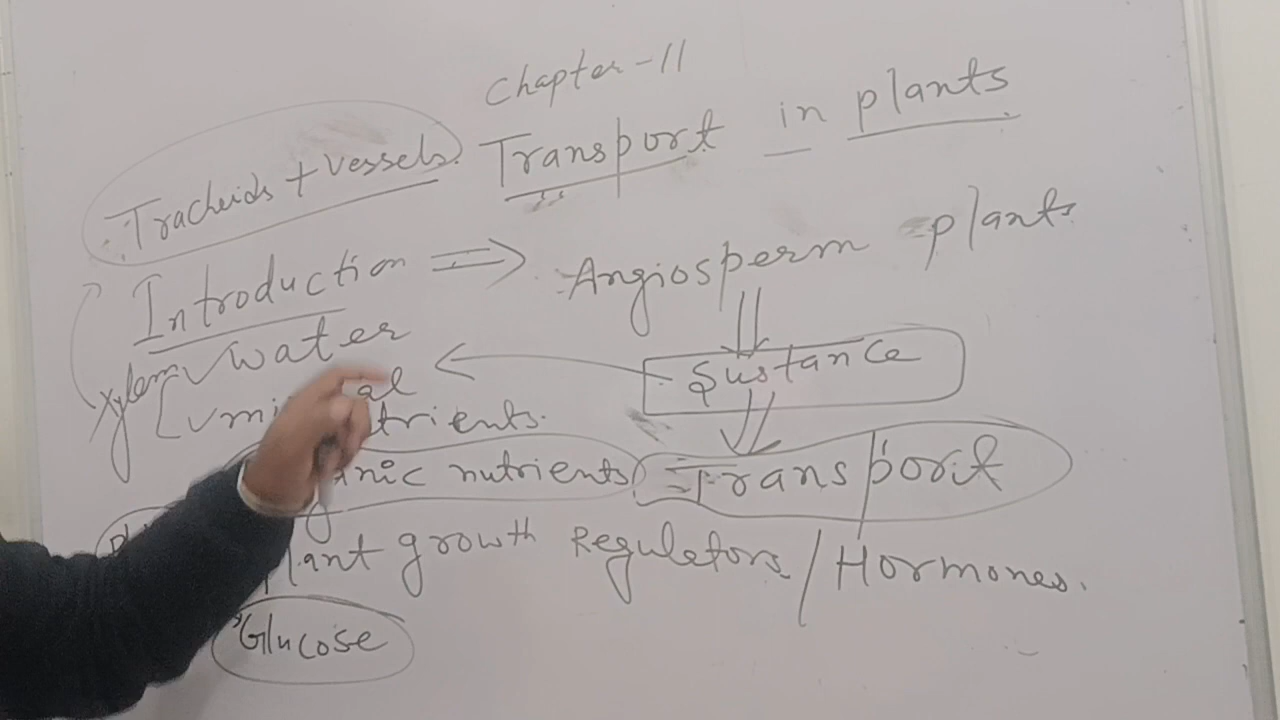 Chapter-11
Transport in plants
Tracheids + vessels.
Introduction ⇒ Angiosperm plants
Xylem water
Sustance
nutrients.
nutrients Transport
plant growth Regulators/Hormones.
Glucose